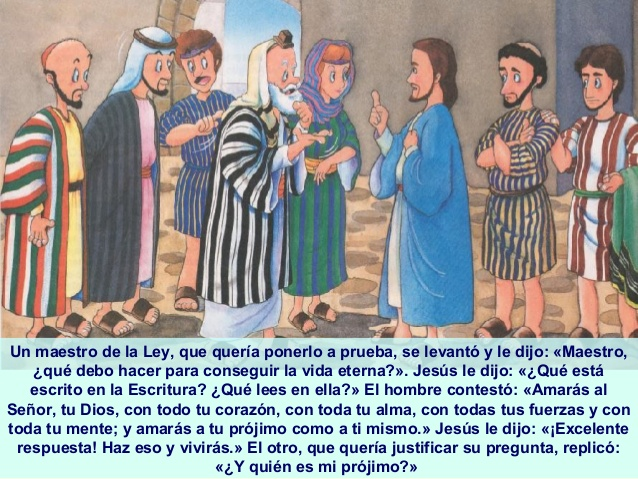 Un maestro de la Ley, que quería ponerlo a prueba, se levantó y le dijo: «Maestro,
¿qué debo hacer para conseguir la vida eterna?». Jesús le dijo: «¿Qué está
escrito en la Escritura? ¿Qué lees en ella?» El hombre contestó: «Amarás al
Señor, tu Dios, con todo tu corazón, con toda tu alma, con todas tus fuerzas y con
toda tu mente; y amarás a tu prójimo como a ti mismo.» Jesús le dijo: «¡Excelente
respuesta! Haz eso y vivirás.» El otro, que quería justificar su pregunta, replicó:
«¿Y quién es mi prójimo?»